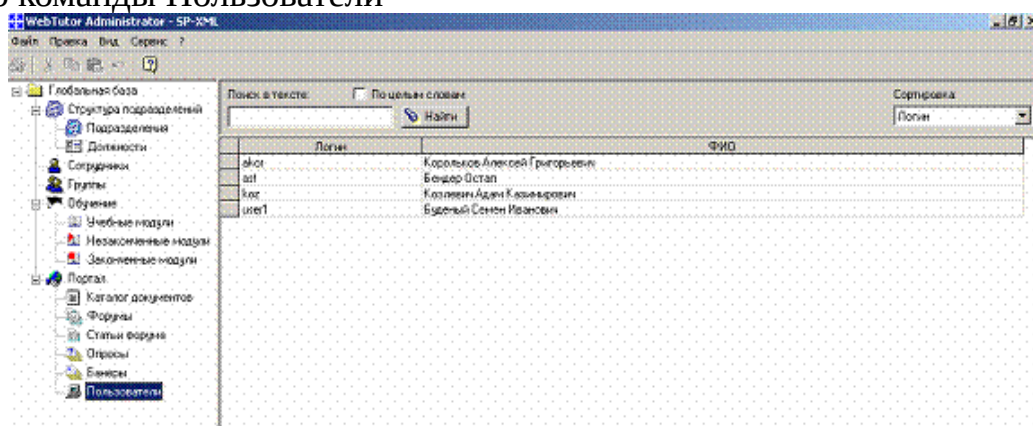 команды Пользователи
WebTutor Administrator - SP-XML
Файл Правка Вид Сервис ?
Глобальная база
Структура подразделений
Подразделения
Должности
Сотрудники
Группы
Обучение
Учебные модули
Незаконченные модули
Законченные модули
Портал
Каталог документов
Форумы
Статьи форума
Опросы
Банеры
Пользователи
Поиск в тексте: По целым словам
Найти
Сортировка
Логин
Логин ФИО
akor Корольков Алексей Григорьевич
ast Бендер Остап
koz Козлевич Адам Казимирович
user1 Буденый Семен Иванович